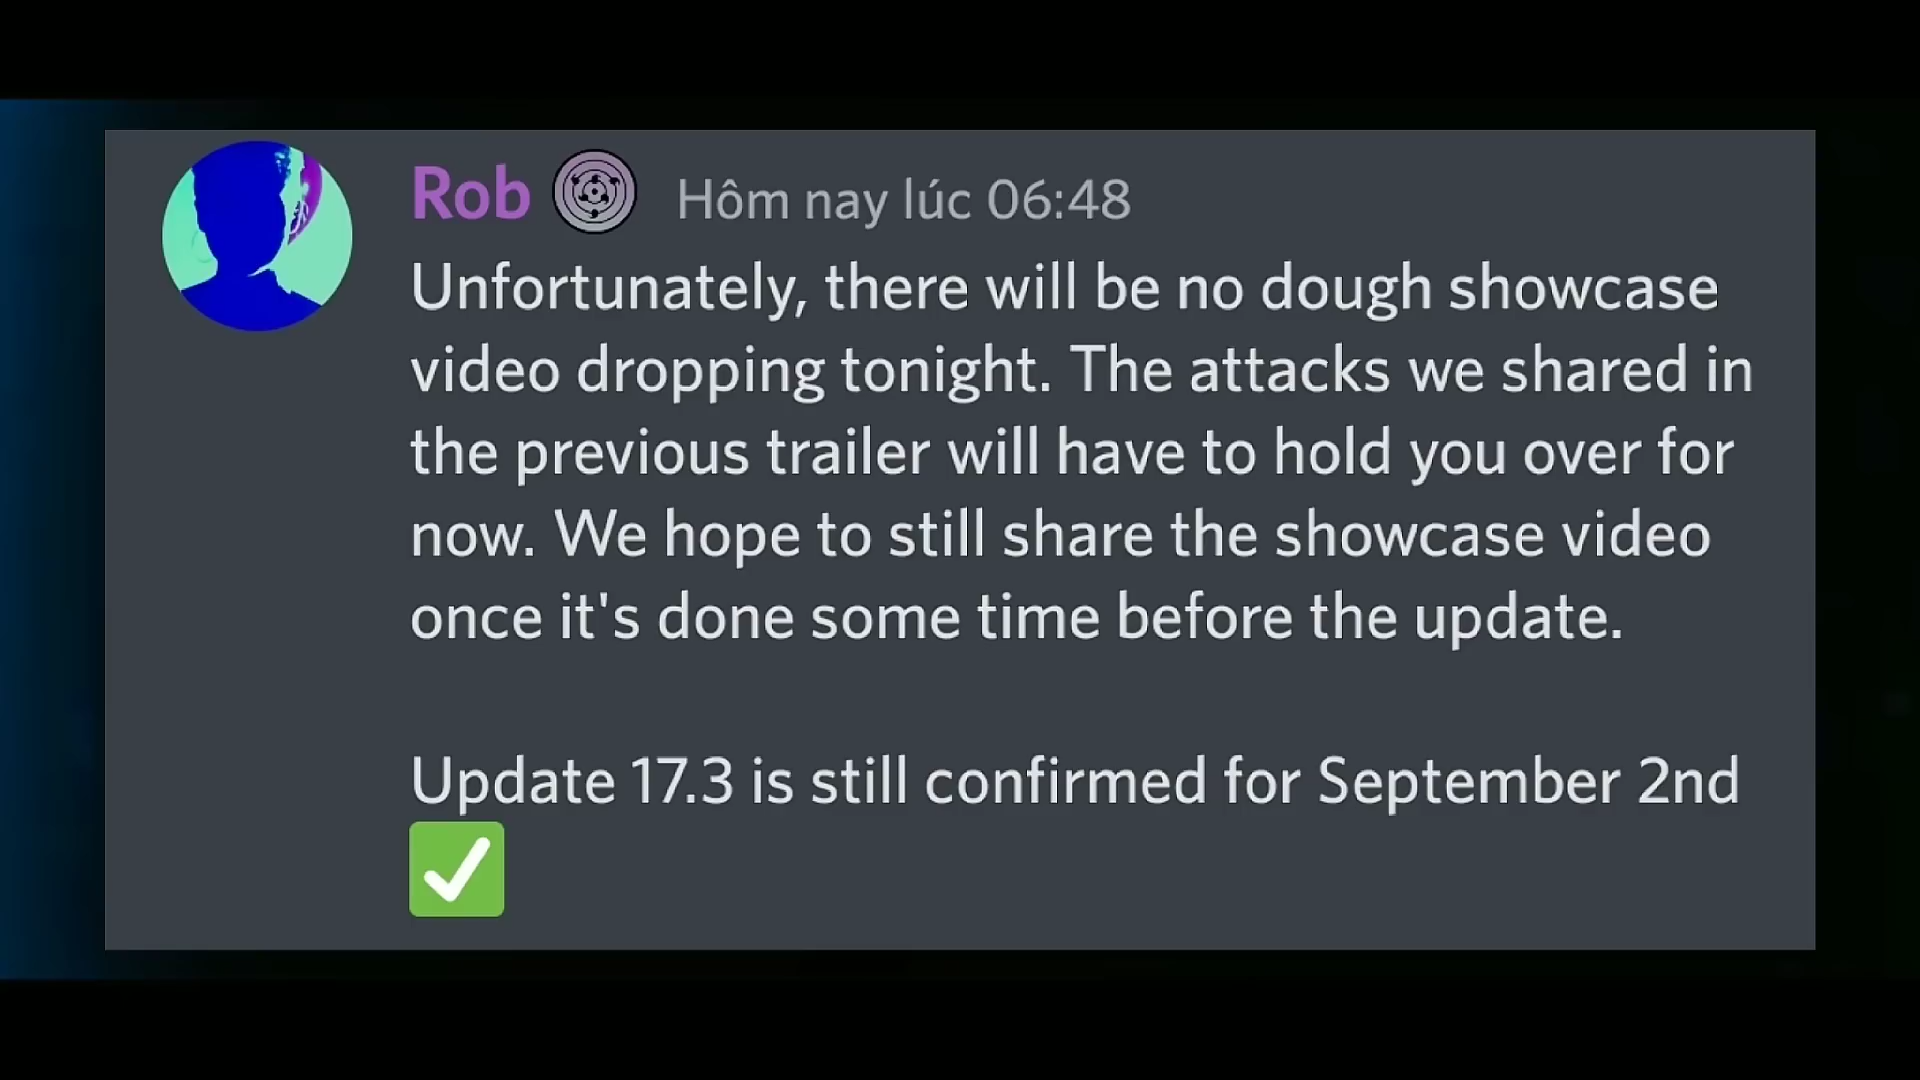 Rob Hôm nay lúc 06:48
Unfortunately, there will be no dough showcase
video dropping tonight. The attacks we shared in
the previous trailer will have to hold you over for
now. We hope to still share the showcase video
once it's done some time before the update.
Update 17.3 is still confirmed for September 2nd
✅